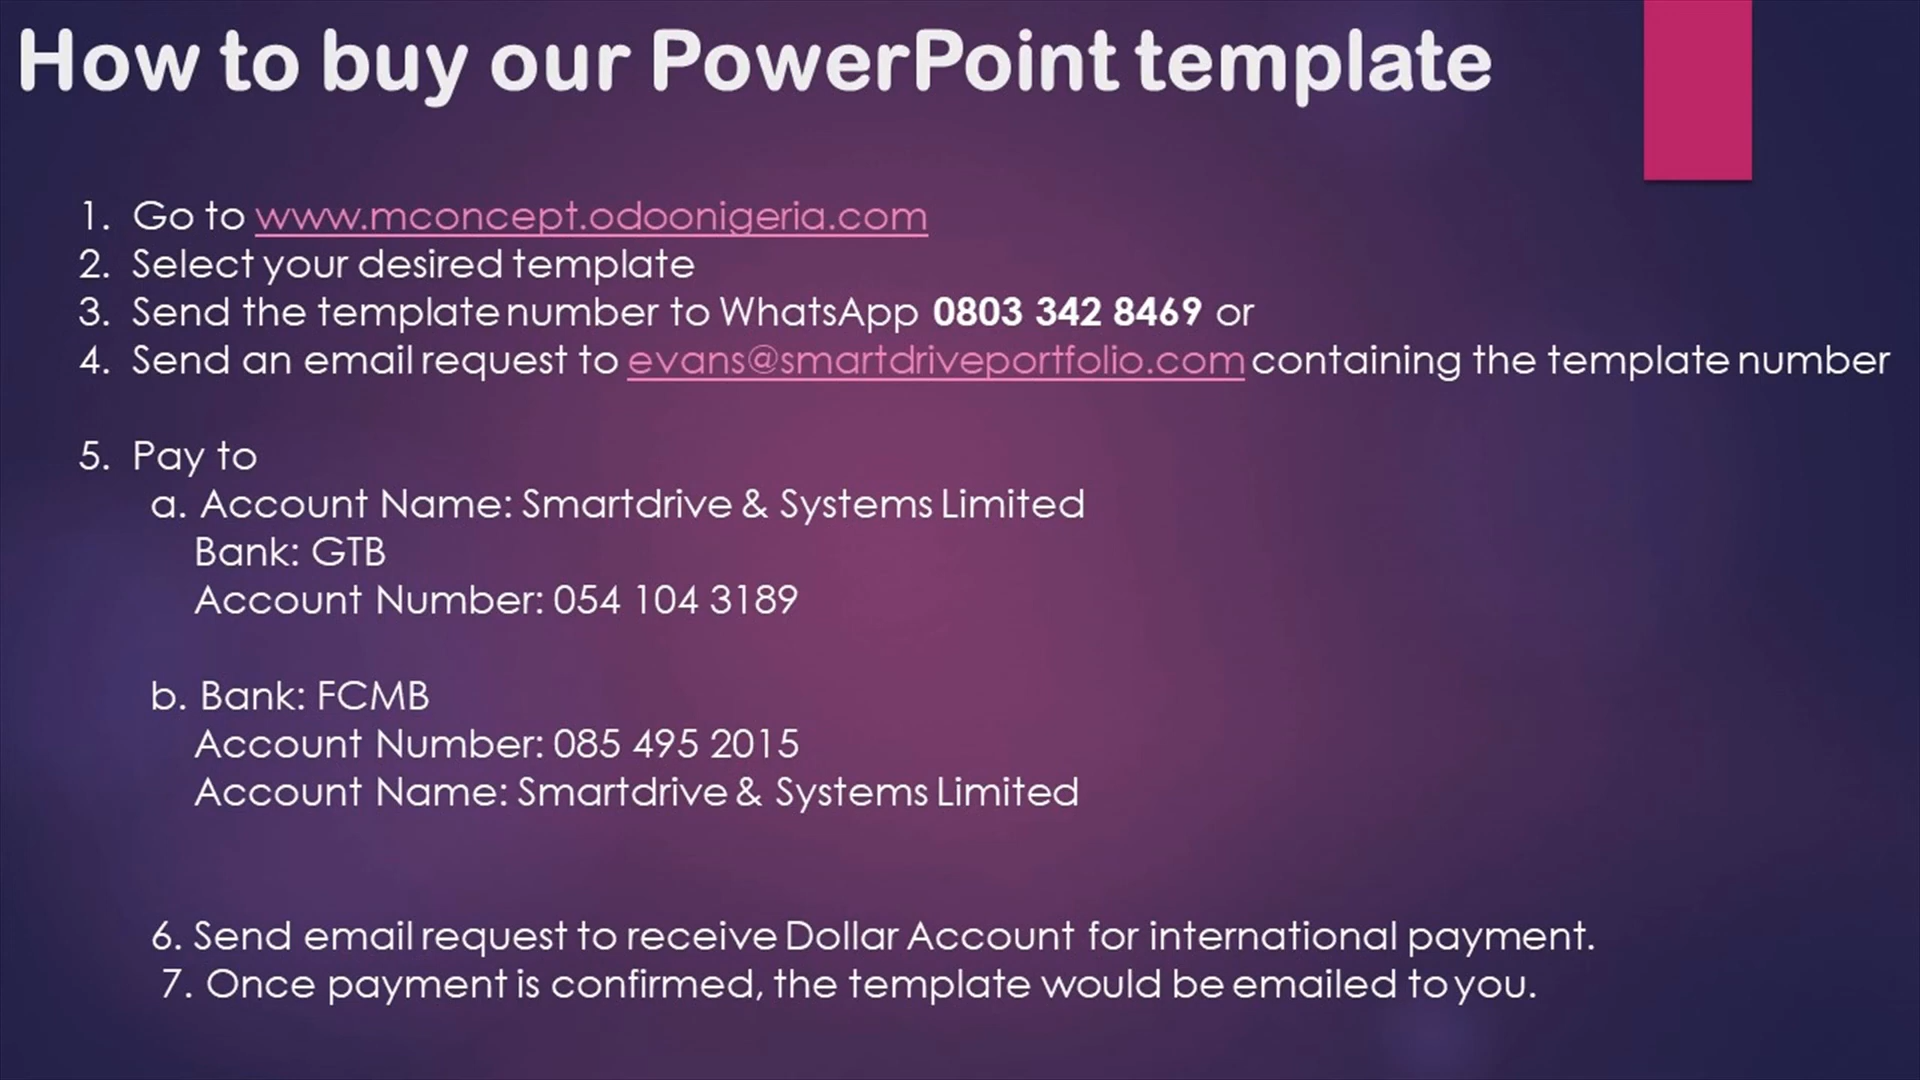 How to buy our PowerPoint template
1. Go to www.mconcept.odoonigeria.com
2. Select your desired template
3. Send the template number to WhatsApp 0803 342 8469 or
4. Send an email request to evans@smartdriveportfolio.com containing the template number
5. Pay to
a. Account Name: Smartdrive & Systems Limited
Bank: GTB
Account Number: 054 104 3189
b. Bank: FCMB
Account Number: 085 495 2015
Account Name: Smartdrive & Systems Limited
6. Send email request to receive Dollar Account for international payment.
7. Once payment is confirmed, the template would be emailed to you.